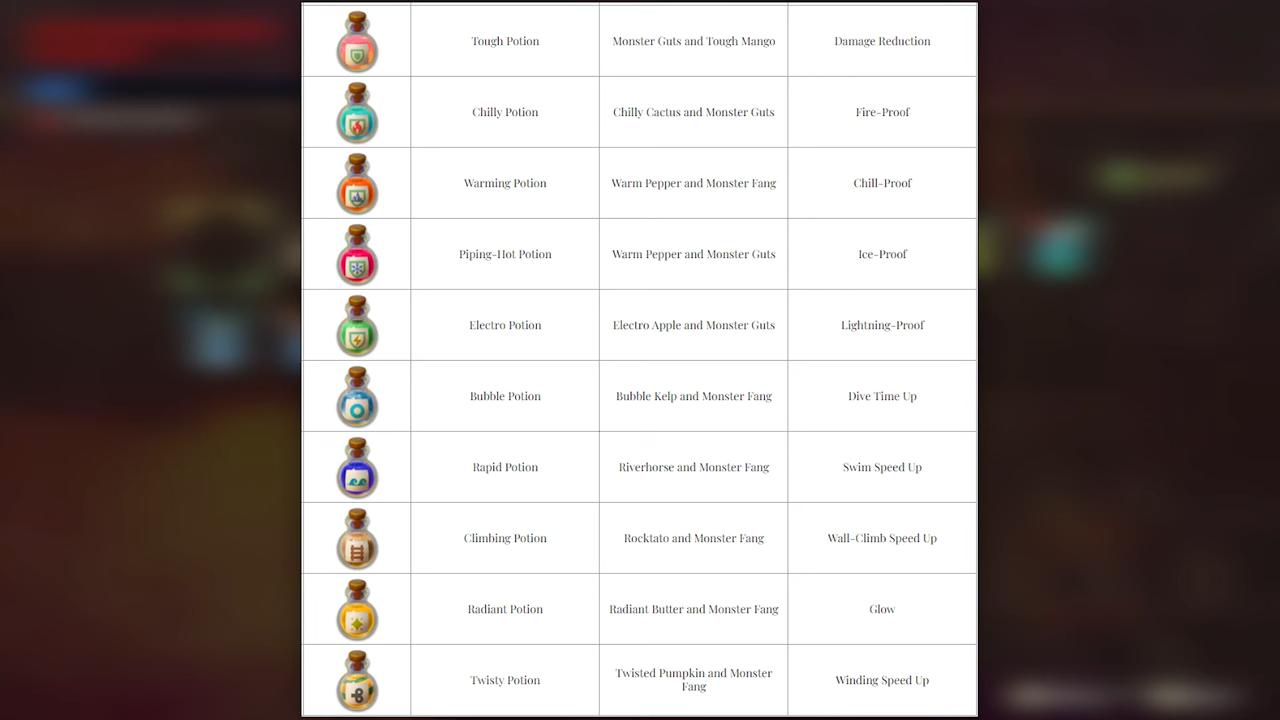 Tough Potion Monster Guts and Tough Mango Damage Reduction
Chilly Potion Chilly Cactus and Monster Guts Fire-Proof
Warming Potion Warm Pepper and Monster Fang Chill-Proof
Piping-Hot Potion Warm Pepper and Monster Guts Ice-Proof
Electro Potion Electro Apple and Monster Guts Lightning-Proof
Bubble Potion Bubble Kelp and Monster Fang Dive Time Up
Rapid Potion Riverhorse and Monster Fang Swim Speed Up
Climbing Potion Rocktato and Monster Fang Wall-Climb Speed Up
Radiant Potion Radiant Butter and Monster Fang Glow
Twisty Potion Twisted Pumpkin and Monster Winding Speed Up
Fang